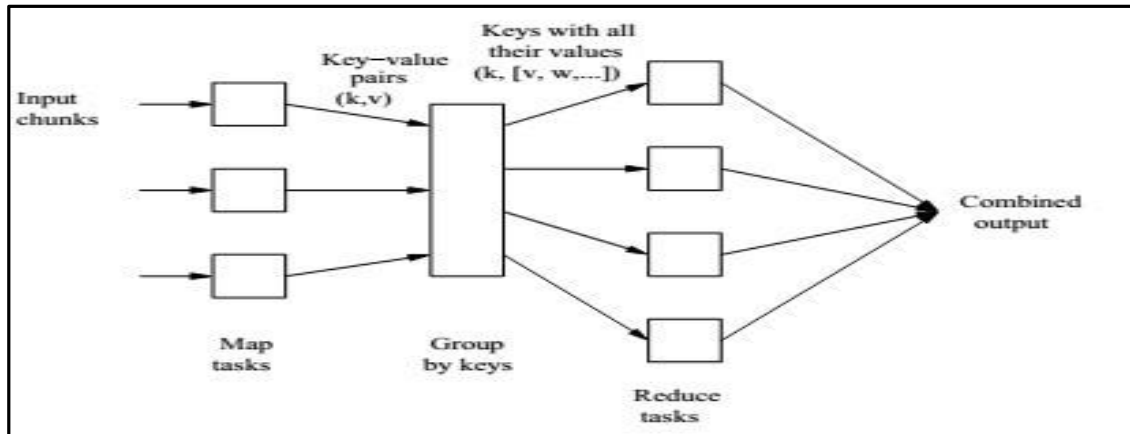 Input
chunks
Key−value
pairs
(k,v)
Keys with all
their values
(k, [v, w,...])
Combined
output
Map
tasks
Group
by keys
Reduce
tasks